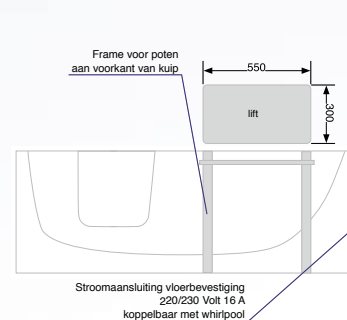 Frame voor poten
aan voorkant van kuip
550
lift
300
Stroomaansluiting vloerbevestiging
220/230 Volt 16 A
koppelbaar met whirlpool